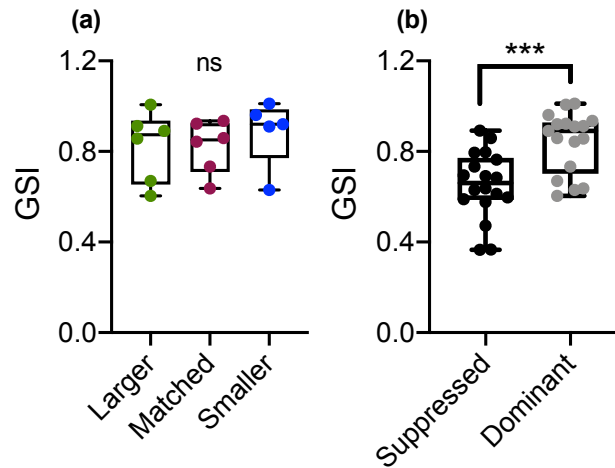 (a)
ns
1.2
0.8
0.4
0.0
GSI
Larger
Matched
Smaller
(b)
***
1.2
0.8
0.4
0.0
GSI
Suppressed
Dominant